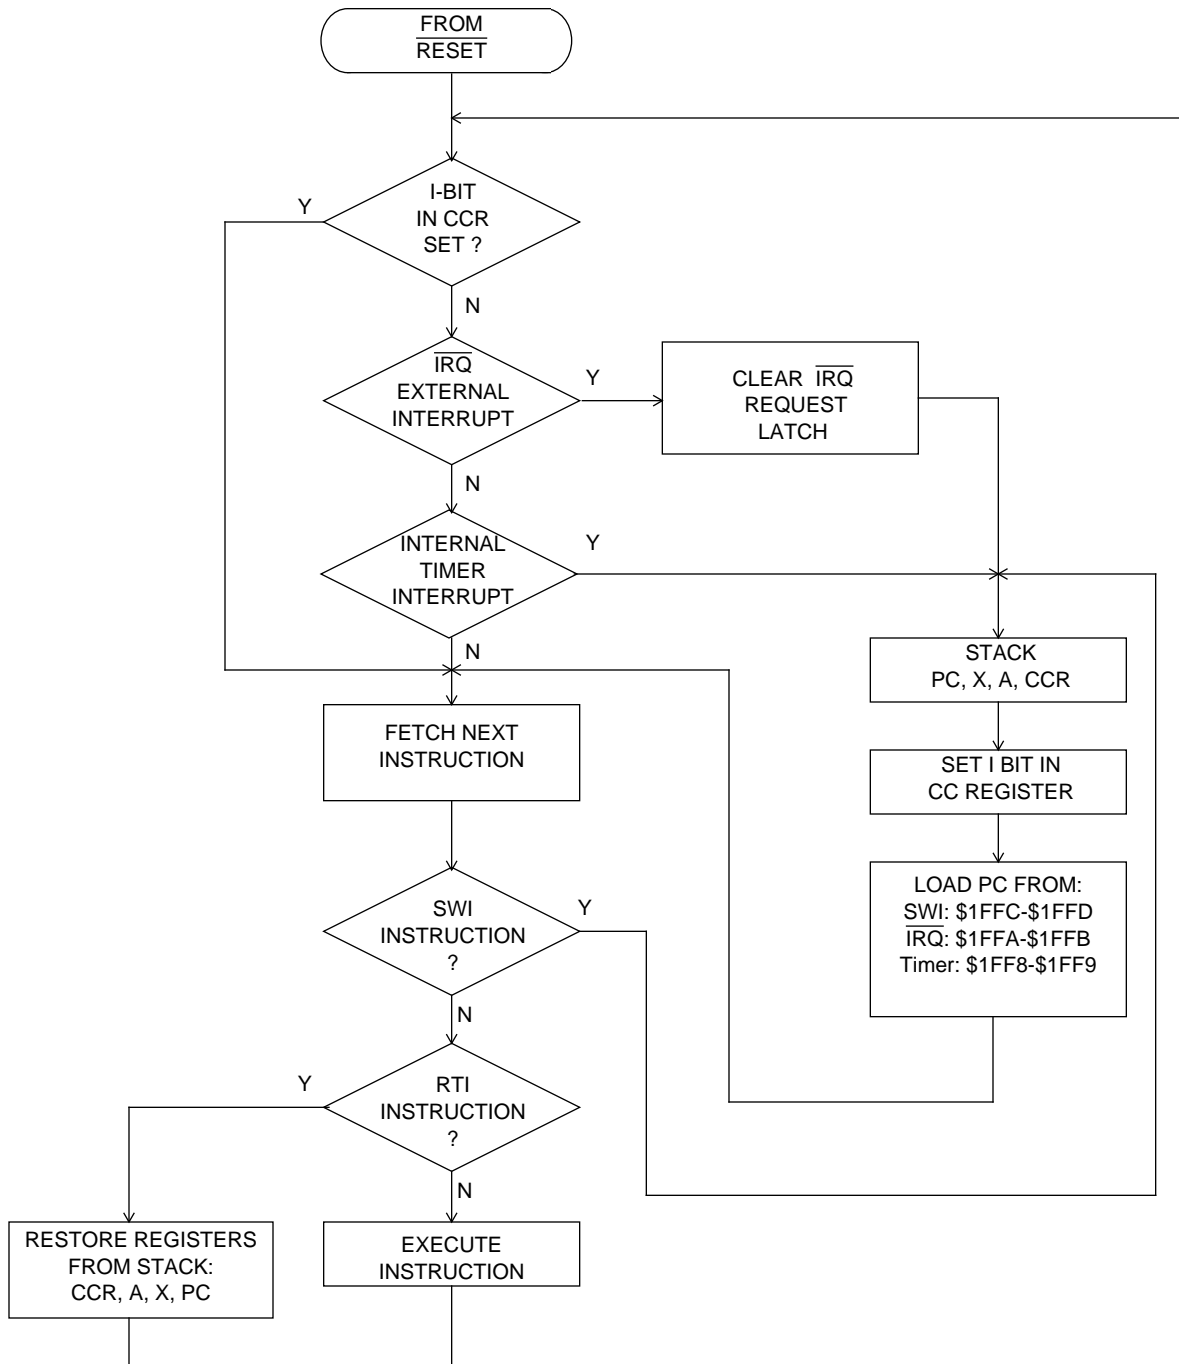 FROM
RESET
I-BIT
IN CCR
SET ?
Y
N
IRQ
EXTERNAL
INTERRUPT
Y
CLEAR IRQ
REQUEST
LATCH
N
INTERNAL
TIMER
INTERRUPT
Y
N
STACK
PC, X, A, CCR
FETCH NEXT
INSTRUCTION
SET I BIT IN
CC REGISTER
LOAD PC FROM:
SWI: $1FFC-$1FFD
IRQ: $1FFA-$1FFB
Timer: $1FF8-$1FF9
SWI
INSTRUCTION
?
Y
N
RTI
INSTRUCTION
?
Y
N
RESTORE REGISTERS
FROM STACK:
CCR, A, X, PC
EXECUTE
INSTRUCTION